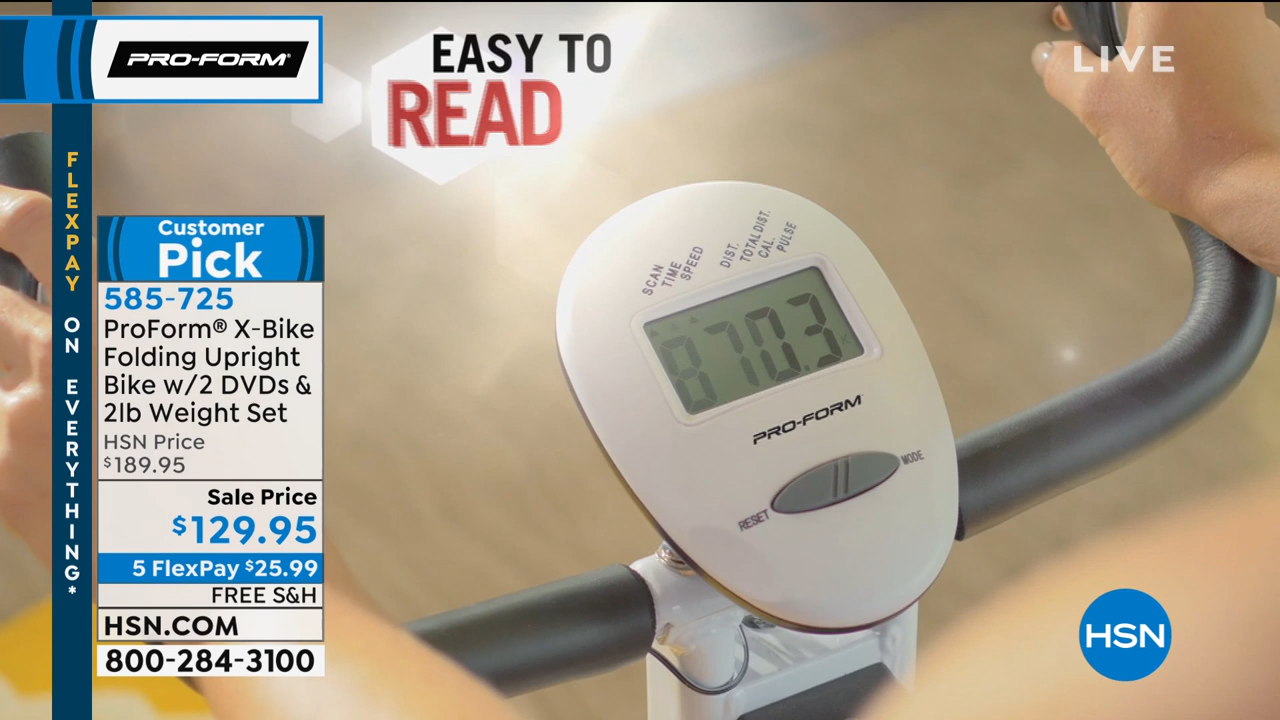 PRO-FORM®
EASY TO
READ
LIVE
FLEXPAY ON EVERYTHING*
Customer
Pick
585-725
ProForm® X-Bike
Folding Upright
Bike w/2 DVDs &
2lb Weight Set
HSN Price
$189.95
Sale Price
$129.95
5 FlexPay $25.99
FREE S&H
HSN.COM
800-284-3100
SCAN
TIME
SPEED
DIST.
TOTAL DIST.
CAL.
PULSE
870.3
PRO-FORM
MODE
RESET
HSN